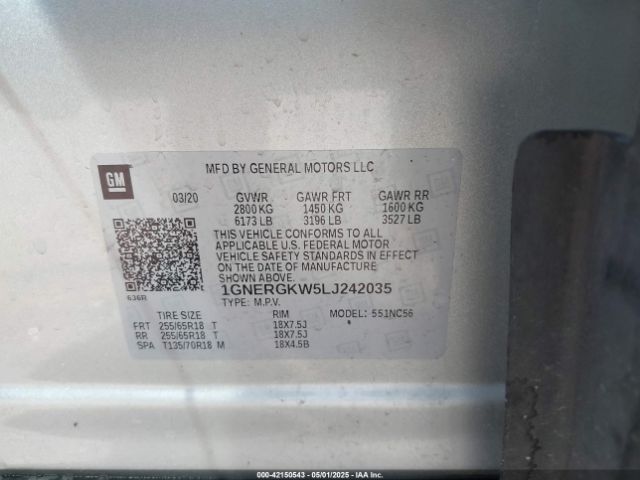 GM
MFD BY GENERAL MOTORS LLC
03/20 GVWR GAWR FRT GAWR RR
2800 KG 1450 KG 1600 KG
6173 LB 3196 LB 3527 LB
THIS VEHICLE CONFORMS TO ALL
APPLICABLE U.S. FEDERAL MOTOR
VEHICLE SAFETY STANDARDS IN EFFECT
ON THE DATE OF MANUFACTURE
SHOWN ABOVE.
636R
1GNERGKW5LJ242035
TYPE: M.P.V.
TIRE SIZE RIM MODEL: 551NC56
FRT 255/65R18 T 18X7.5J
RR 255/65R18 T 18X7.5J
SPA T135/70R18 M 18X4.5B
000-42150543 - 05/01/2025 - IAA Inc.